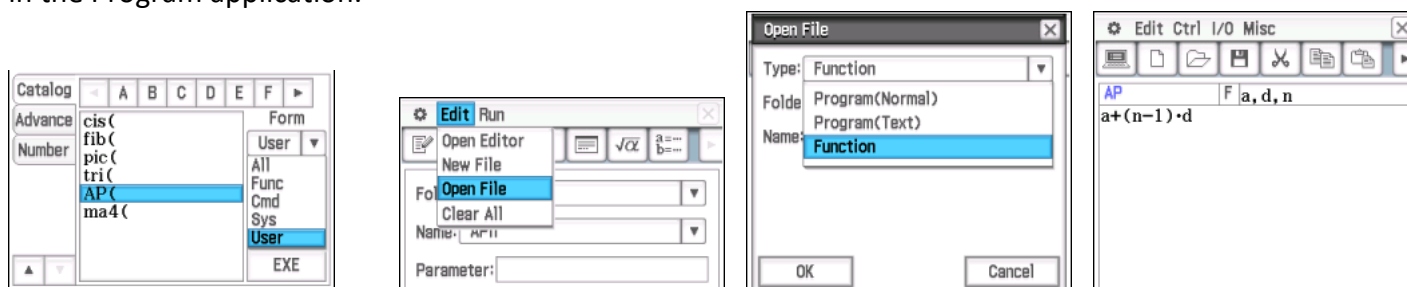 in the Program application.
Catalog
Advance
Number
A B C D E F
cis(
fib(
pic(
tri(
AP(
ma4(
Form
User
All
Func
Cmd
Sys
User
EXE
Edit Run
Open Editor
New File
Open File
Clear All
Name:
Parameter:
Open File
Type: Function
Program(Normal)
Program(Text)
Function
Folde
Name:
OK Cancel
Edit Ctrl I/O Misc
AP F a,d,n
a+(n−1)·d